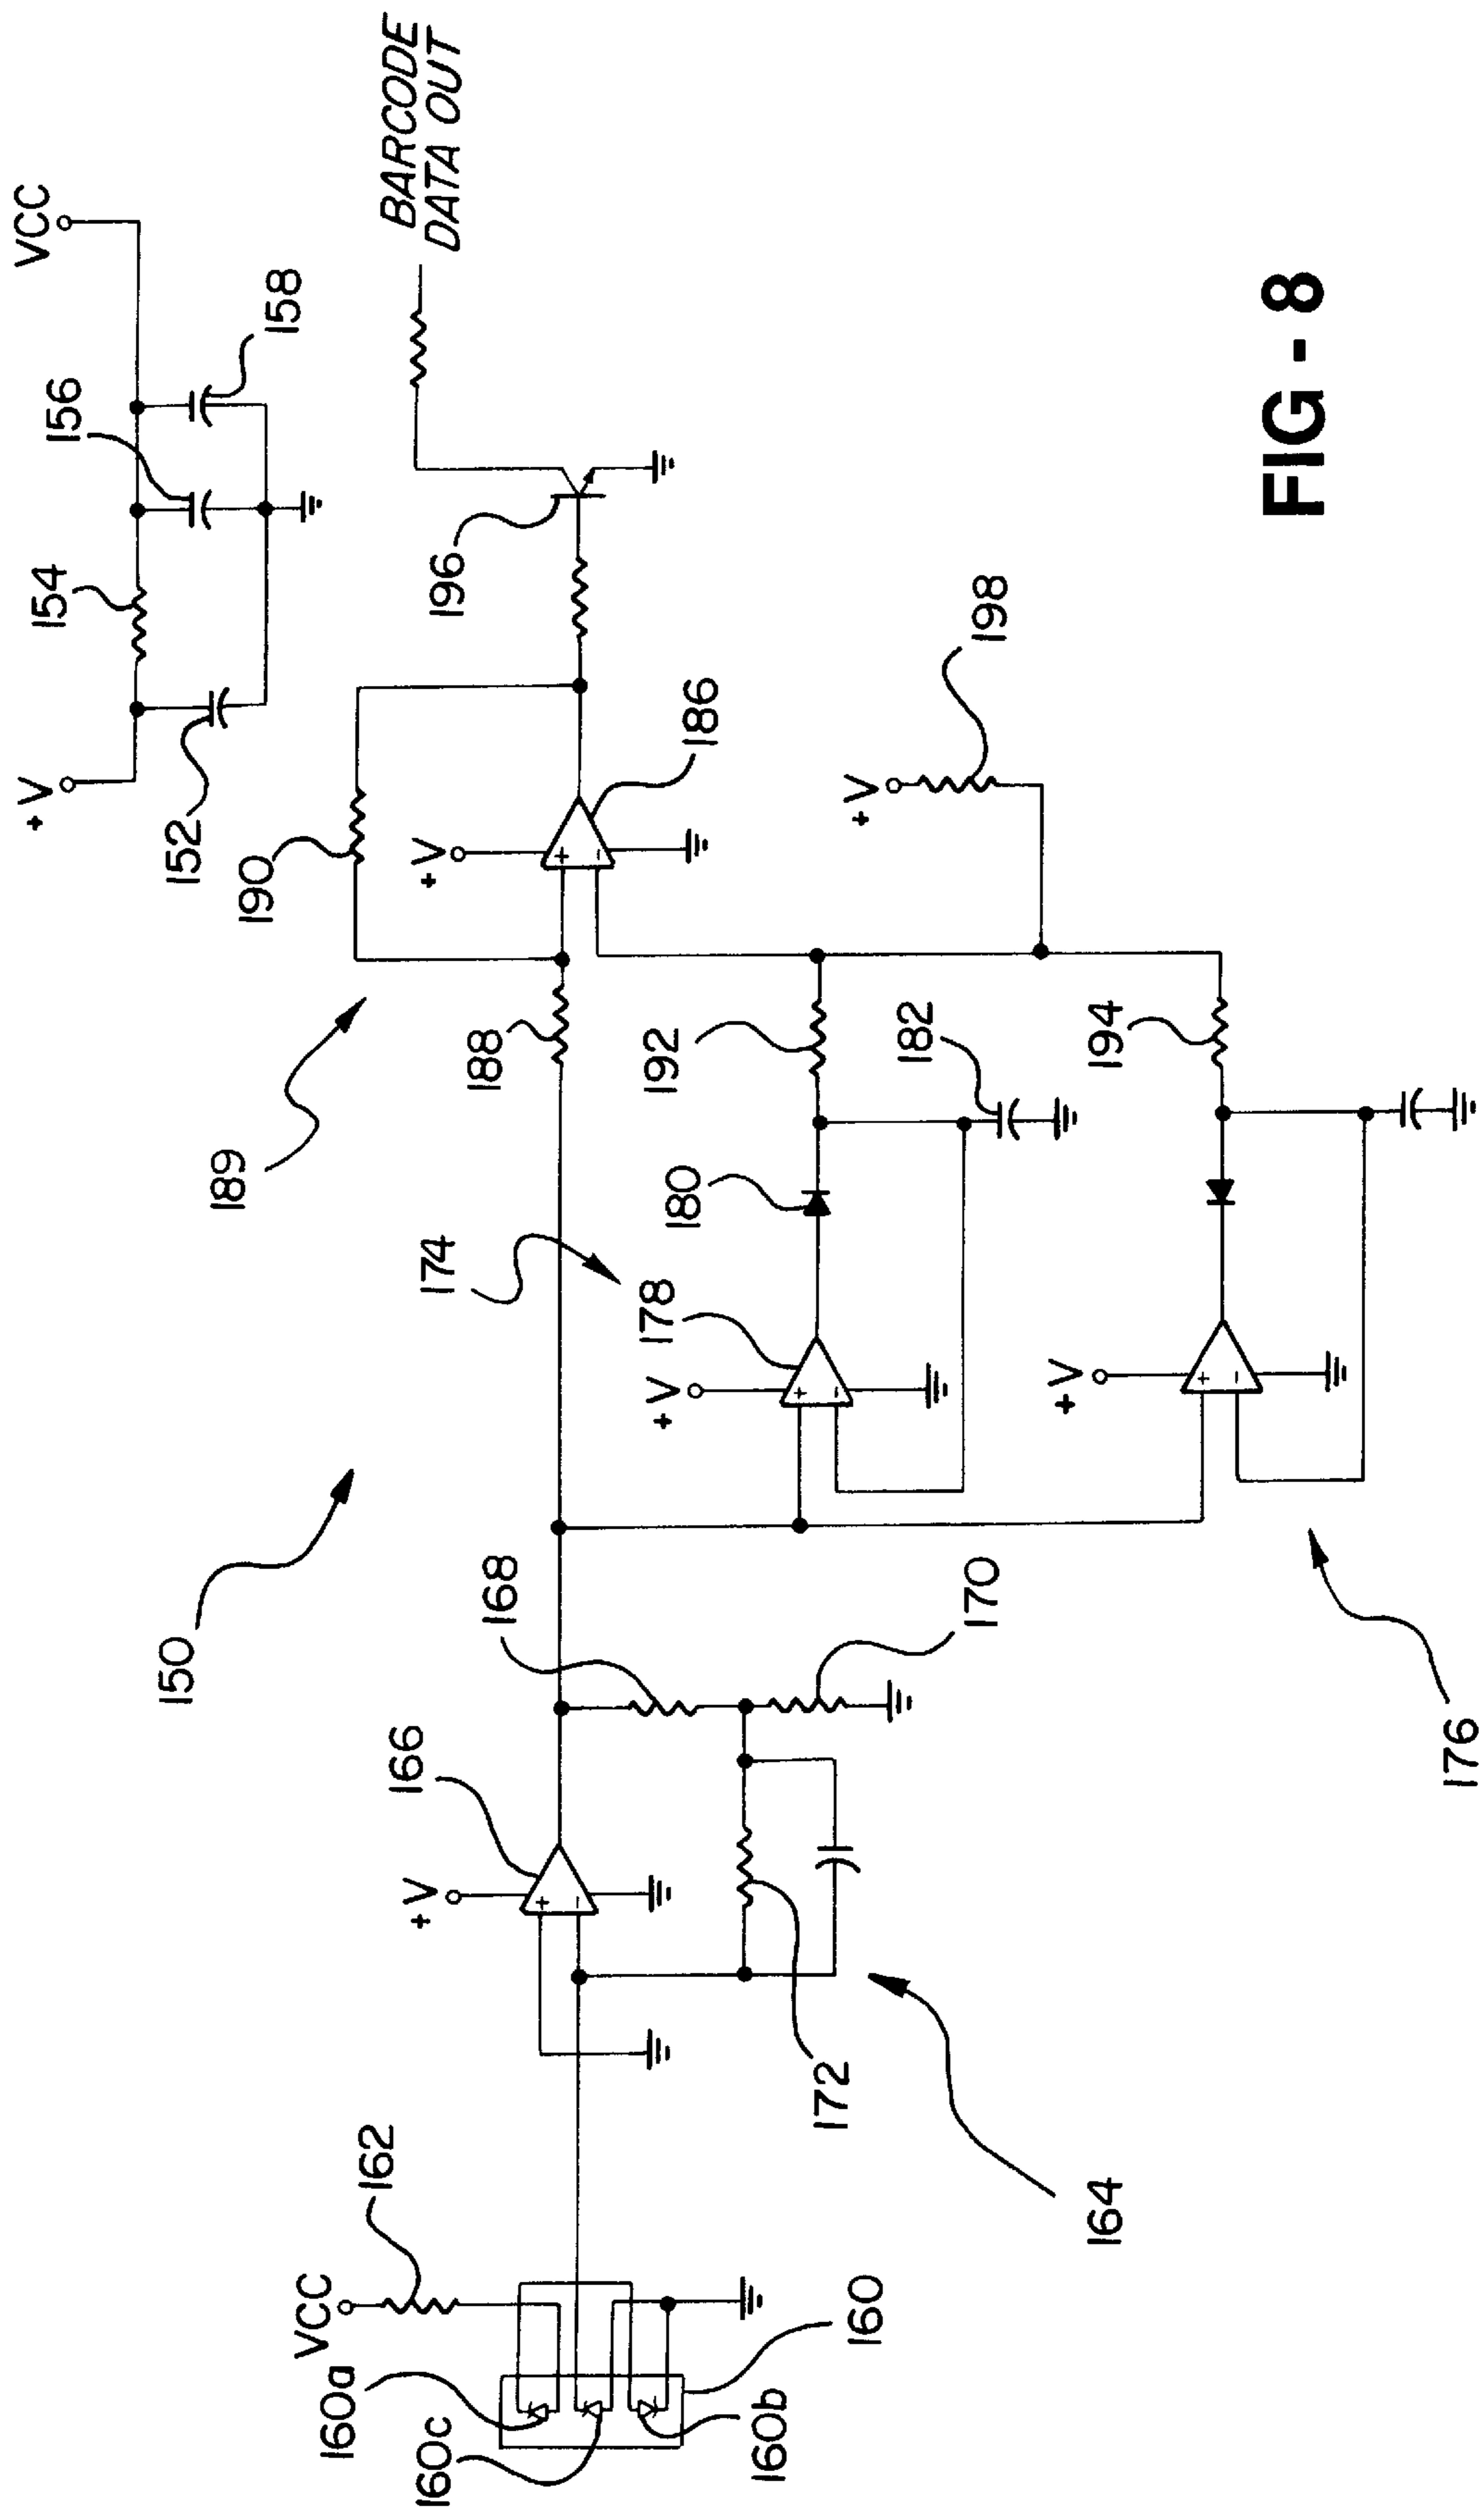 +V
VCC
154
156
158
152
190
BARCODE
DATA OUT
196
+V
186
189
188
+
-
+V
198
174
192
180
178
182
+V
+
-
194
150
+V
+
-
176
168
170
166
+V
+
-
172
164
162
VCC
160a
160c
160b
160
FIG - 8